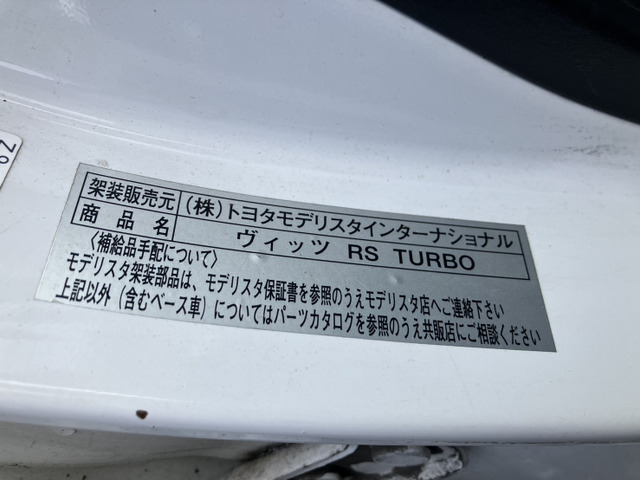 架装販売元 (株)トヨタモデリスタインターナショナル
商品名 ヴィッツ RS TURBO
〈補給品手配について〉
モデリスタ架装部品は、モデリスタ保証書を参照のうえモデリスタ店へご連絡下さい
上記以外(含むベース車)についてはパーツカタログを参照のうえ共販店にご相談ください